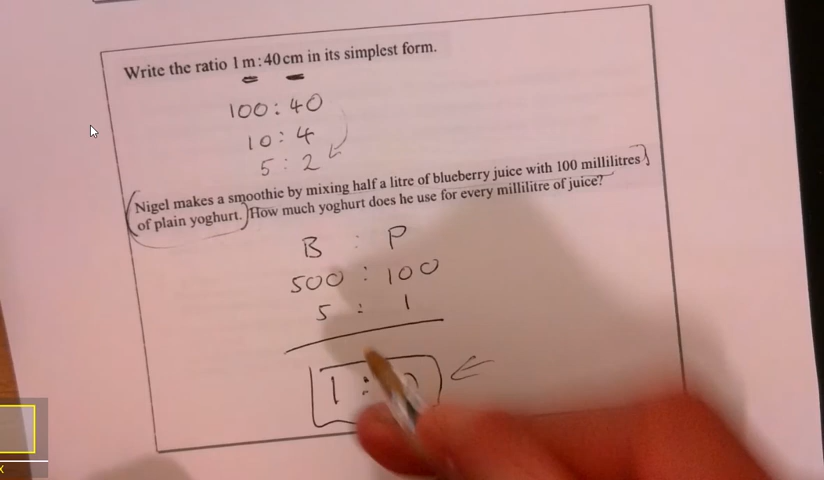 Write the ratio 1 m : 40 cm in its simplest form.
100 : 40
10 : 4
5 : 2
Nigel makes a smoothie by mixing half a litre of blueberry juice with 100 millilitres
of plain yoghurt. How much yoghurt does he use for every millilitre of juice?
B : P
500 : 100
5 : 1
1 :
x